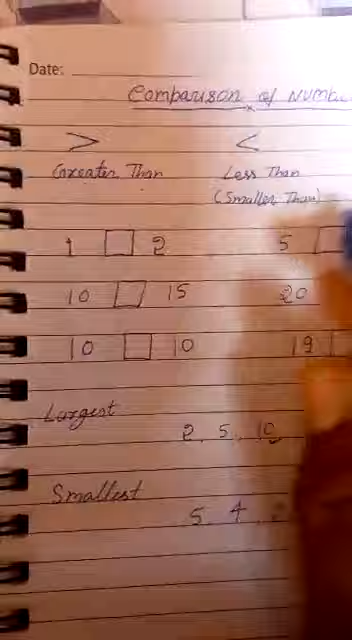 Date:
Comparison of
> <
Greater Than Less Than
(Smaller Than)
1 □ 2 5 □
10 □ 15 20
10 □ 10 19 □
Largest
2, 5, 10
Smallest
5, 4,